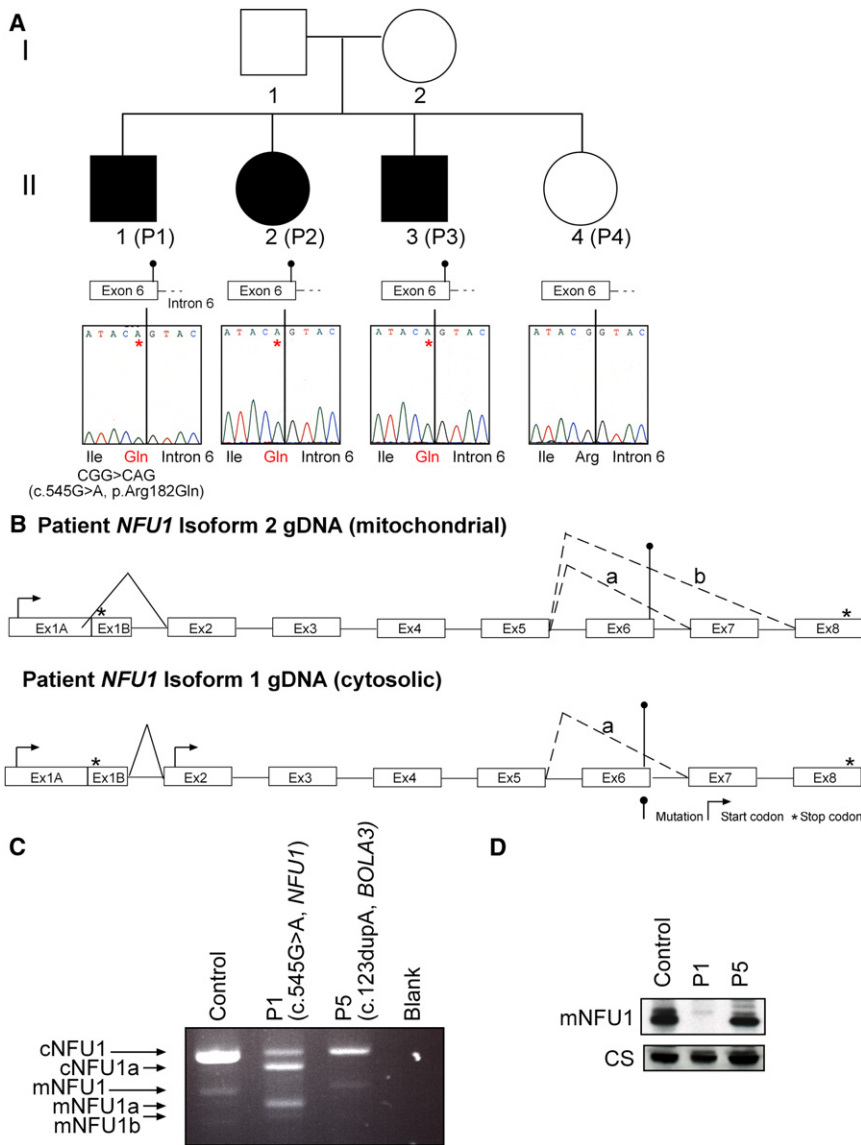 A
I
1
2
II
1 (P1)
2 (P2)
3 (P3)
4 (P4)
Exon 6
Intron 6
Exon 6
Exon 6
Exon 6
A T A C A G T A C
*
A T A C A G T A C
*
A T A C A G T A C
*
A T A C G G T A C
Ile Gln Intron 6
Ile Gln Intron 6
Ile Gln Intron 6
Ile Arg Intron 6
CGG>CAG
(c.545G>A, p.Arg182Gln)
B Patient NFU1 Isoform 2 gDNA (mitochondrial)
a
b
* *
Ex1A Ex1B Ex2 Ex3 Ex4 Ex5 Ex6 Ex7 Ex8
Patient NFU1 Isoform 1 gDNA (cytosolic)
a
* *
Ex1A Ex1B Ex2 Ex3 Ex4 Ex5 Ex6 Ex7 Ex8
Mutation Start codon * Stop codon
C
Control
P1
(c.545G>A, NFU1)
P5
(c.123dupA, BOLA3)
Blank
cNFU1
cNFU1a
mNFU1
mNFU1a
mNFU1b
D
Control
P1
P5
mNFU1
CS